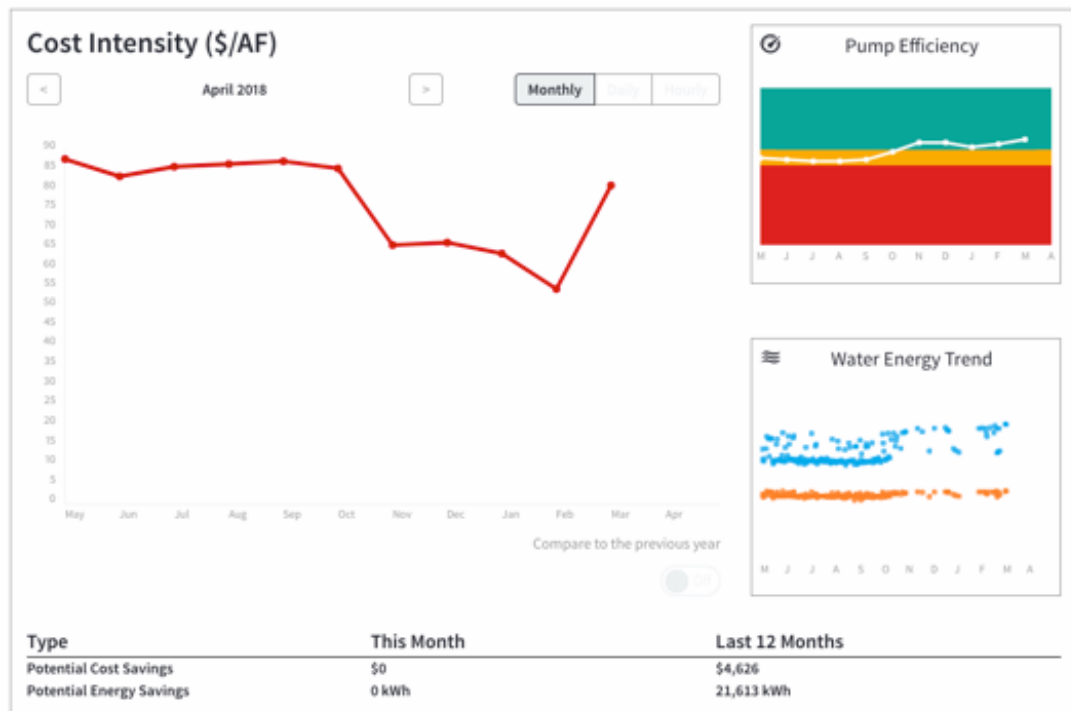 Cost Intensity ($/AF)
< April 2018 >
Monthly Daily Hourly
90
85
80
75
70
65
60
55
50
45
40
35
30
25
20
15
10
5
0
May Jun Jul Aug Sep Oct Nov Dec Jan Feb Mar Apr
Compare to the previous year
Off
Pump Efficiency
M J J A S O N D J F M A
Water Energy Trend
M J J A S O N D J F M A
Type This Month Last 12 Months
Potential Cost Savings $0 $4,626
Potential Energy Savings 0 kWh 21,613 kWh